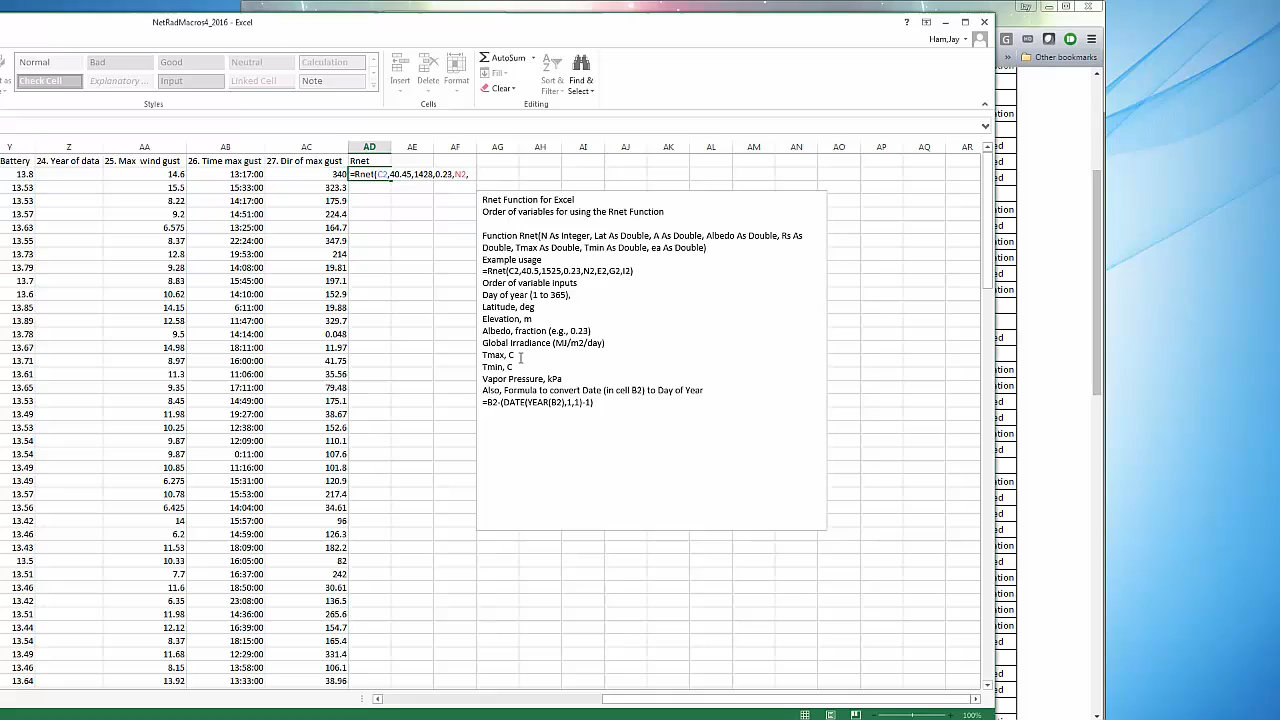 NetRadMacros4_2016 - Excel
?
Ham,Jay
Normal Bad Good Neutral Calculation
Check Cell Explanatory ... Input Linked Cell Note
Styles
Insert Delete Format
Cells
AutoSum
Fill
Clear
Sort & Filter
Find & Select
Editing
Other bookmarks
Y Z AA AB AC AD AE AF AG AH AI AJ AK AL AM AN AO AP AQ AR
Battery 24. Year of data 25. Max wind gust 26. Time max gust 27. Dir of max gust Rnet
13.8 14.6 13:17:00 340 =Rnet(C2,40.45,1428,0.23,N2,
13.53 15.5 15:33:00 323.3
13.53 8.22 14:17:00 175.9
13.57 9.2 14:51:00 224.4
13.63 6.575 13:25:00 164.7
13.55 8.37 22:24:00 347.9
13.73 12.8 19:53:00 214
13.79 9.28 14:08:00 19.81
13.7 8.83 15:45:00 197.1
13.6 10.62 14:10:00 152.9
13.85 14.15 6:11:00 19.88
13.89 12.58 11:47:00 329.7
13.78 9.5 14:14:00 0.048
13.67 14.98 18:11:00 11.97
13.71 8.97 16:00:00 41.75
13.61 11.3 11:06:00 35.56
13.65 9.35 17:11:00 79.48
13.53 8.45 14:49:00 175.1
13.49 11.98 19:27:00 38.67
13.53 10.25 12:38:00 152.6
13.54 9.87 12:09:00 110.1
13.54 9.87 0:11:00 107.6
13.49 10.85 11:16:00 101.8
13.49 6.275 15:31:00 120.9
13.57 10.78 15:53:00 217.4
13.56 6.425 14:04:00 34.61
13.42 14 15:57:00 96
13.46 6.2 14:59:00 126.3
13.43 11.53 18:09:00 182.2
13.5 10.33 16:05:00 82
13.51 7.7 16:37:00 242
13.46 11.6 18:50:00 30.61
13.42 6.35 23:08:00 136.5
13.51 11.98 14:36:00 265.6
13.44 12.12 16:39:00 154.7
13.54 8.37 18:15:00 165.4
13.49 11.68 12:29:00 331.4
13.46 8.15 13:58:00 106.1
13.64 13.92 13:33:00 38.96
Rnet Function for Excel
Order of variables for using the Rnet Function
Function Rnet(N As Integer, Lat As Double, A As Double, Albedo As Double, Rs As
Double, Tmax As Double, Tmin As Double, ea As Double)
Example usage
=Rnet(C2,40.5,1525,0.23,N2,E2,G2,I2)
Order of variable inputs
Day of year (1 to 365),
Latitude, deg
Elevation, m
Albedo, fraction (e.g., 0.23)
Global Irradiance (MJ/m2/day)
Tmax, C
Tmin, C
Vapor Pressure, kPa
Also, Formula to convert Date (in cell B2) to Day of Year
=B2-(DATE(YEAR(B2),1,1)-1)
100%